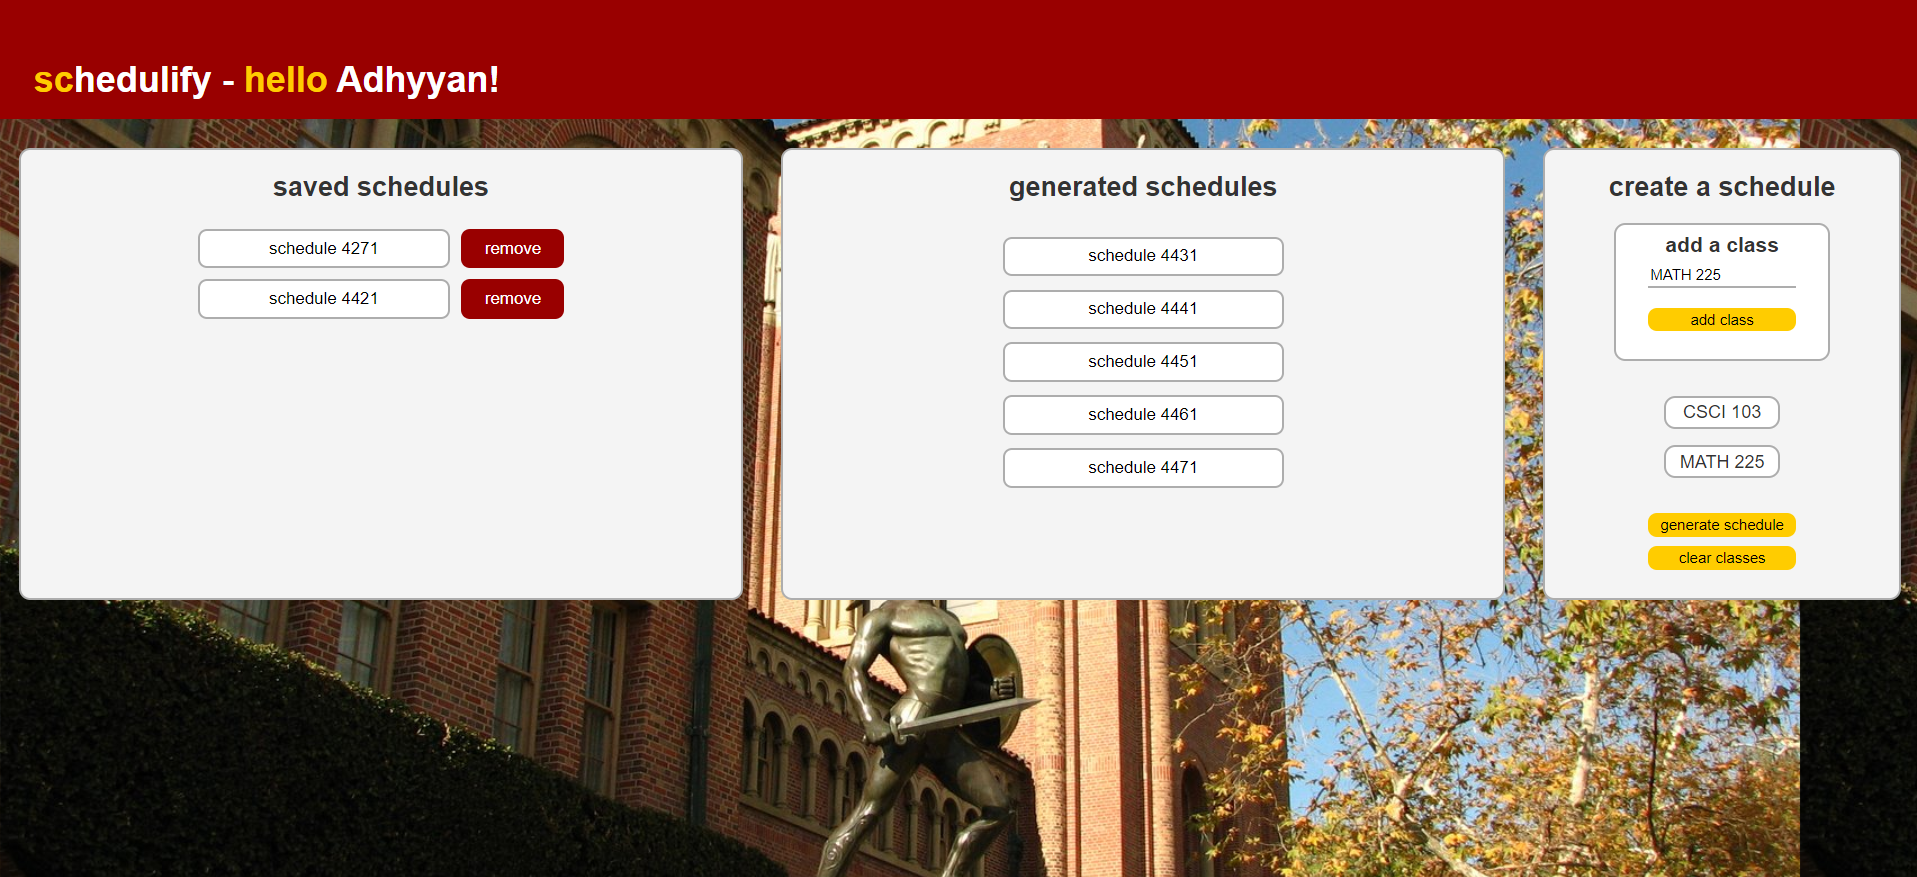 schedulify - hello Adhyyan!
saved schedules
schedule 4271
remove
schedule 4421
remove
generated schedules
schedule 4431
schedule 4441
schedule 4451
schedule 4461
schedule 4471
create a schedule
add a class
MATH 225
add class
CSCI 103
MATH 225
generate schedule
clear classes